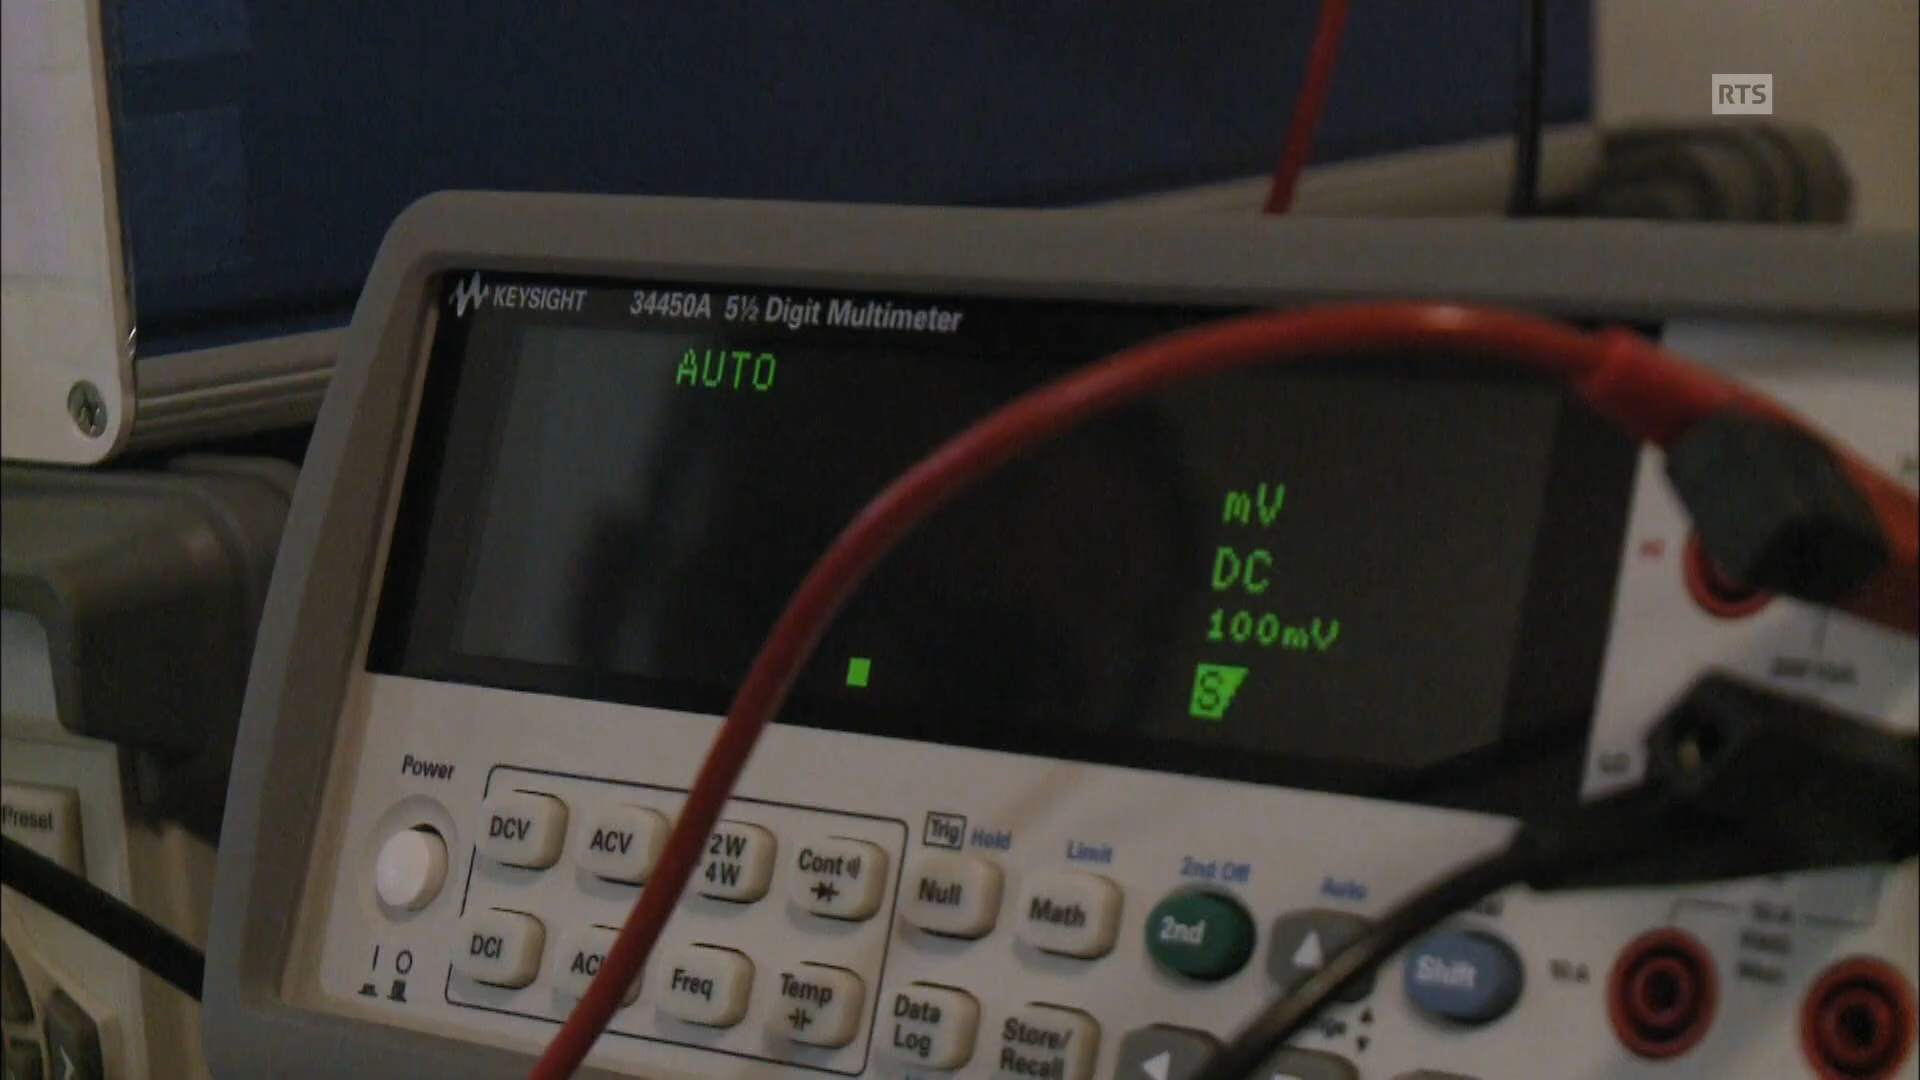 RTS
KEYSIGHT 34450A 5½ Digit Multimeter
AUTO
mV
DC
100mV
S
Power
Preset
DCV
ACV
2W
4W
Cont
Trig Hold
Limit
2nd Off
Auto
Null
Math
2nd
Shift
DCI
Freq
Temp
Data
Log
Store/
Recall
I O